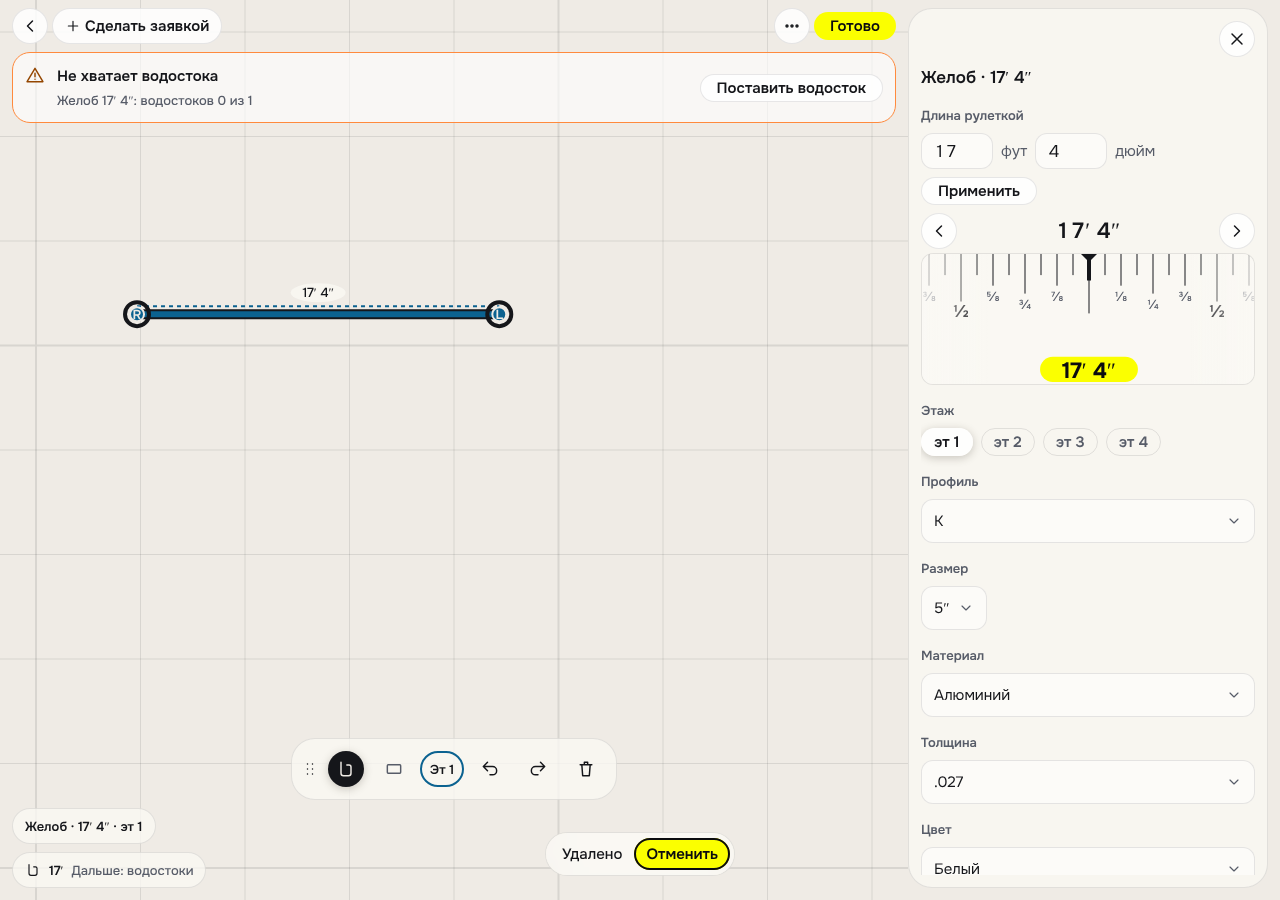 Сделать заявкой
Готово
Не хватает водостока
Желоб 17′ 4″: водостоков 0 из 1
Поставить водосток
17′ 4″
R
L
Эт 1
Желоб · 17′ 4″ · эт 1
17′ Дальше: водостоки
Удалено
Отменить
Желоб · 17′ 4″
Длина рулеткой
17 фут 4 дюйм
Применить
17′ 4″
⅜ ½ ⅝ ¾ ⅞ ⅛ ¼ ⅜ ½ ⅝
17′ 4″
Этаж
эт 1 эт 2 эт 3 эт 4
Профиль
K
Размер
5″
Материал
Алюминий
Толщина
.027
Цвет
Белый